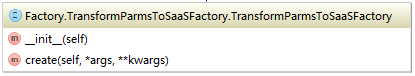 C Factory.TransformParmsToSaaSFactory.TransformParmsToSaaSFactory
m __init__(self)
m create(self, *args, **kwargs)